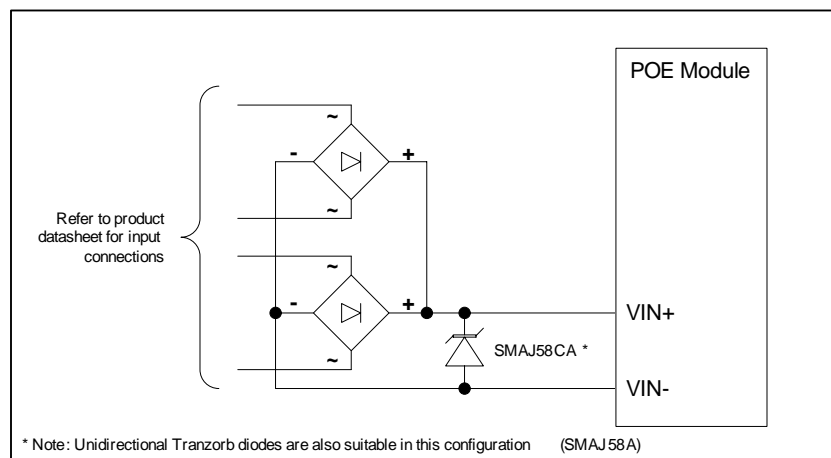 POE Module
~
-
+
~
Refer to product
datasheet for input
connections
~
-
+
VIN+
SMAJ58CA *
~
VIN-
* Note: Unidirectional Tranzorb diodes are also suitable in this configuration (SMAJ58A)